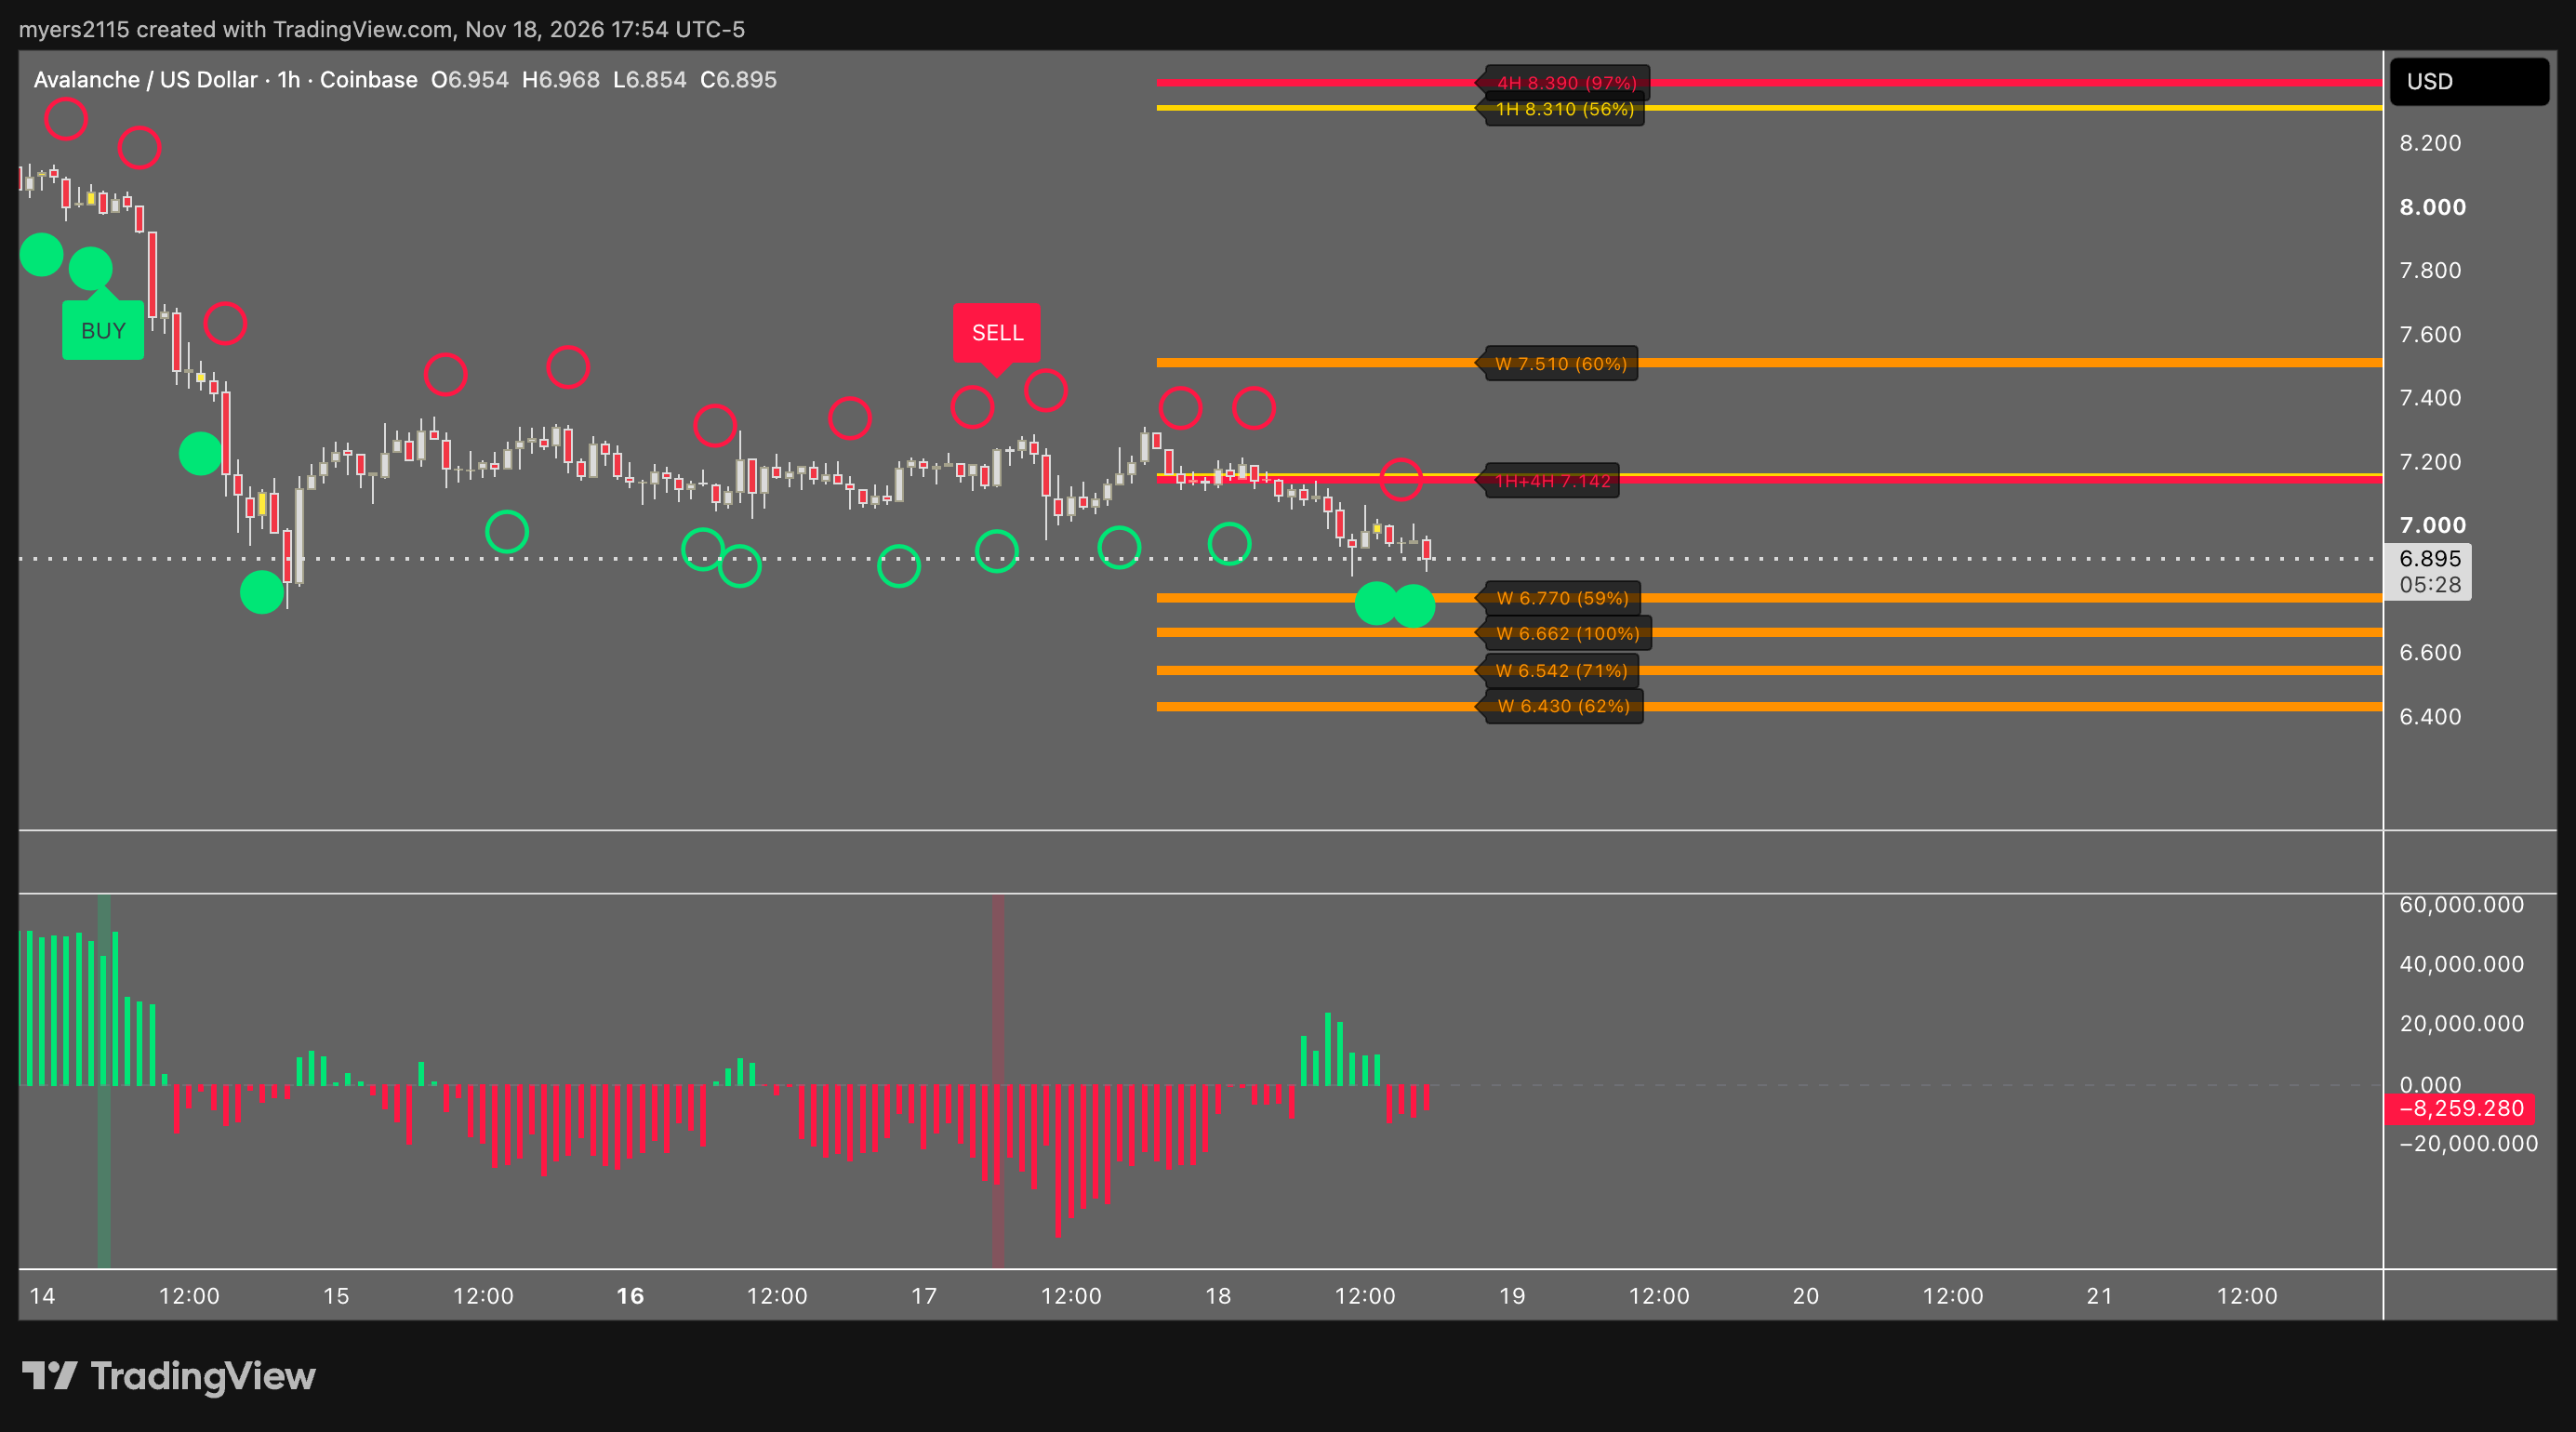 myers2115 created with TradingView.com, Nov 18, 2026 17:54 UTC-5
Avalanche / US Dollar · 1h · Coinbase O6.954 H6.968 L6.854 C6.895
USD
4H 8.390 (97%)
1H 8.310 (56%)
8.200
8.000
7.800
BUY
SELL
7.600
W 7.510 (60%)
7.400
7.200
1H+4H 7.142
7.000
6.895
05:28
W 6.770 (59%)
W 6.662 (100%)
6.600
W 6.542 (71%)
W 6.430 (62%)
6.400
60,000.000
40,000.000
20,000.000
0.000
−8,259.280
−20,000.000
14 12:00 15 12:00 16 12:00 17 12:00 18 12:00 19 12:00 20 12:00 21 12:00
TradingView